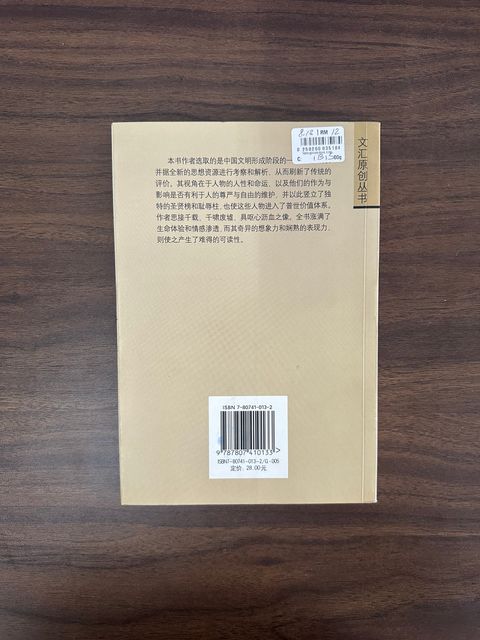 本书作者选取的是中国文明形成阶段的一
并据全新的思想资源进行考察和解析，从而刷新了传统的
评价。其视角在于人物的人性和命运，以及他们的作为与
影响是否有利于人的尊严与自由的维护，并以此竖立了独
特的圣贤榜和耻辱柱，也使这些人物进入了普世价值体系。
作者思接千载，千啸废墟，具呕心沥血之像。全书涨满了
生命体验和情感渗透，而其奇异的想象力和娴熟的表现力，
则使之产生了难得的可读性。
RM 12
文汇原创丛书
ISBN 7-80741-013-2
9 787807 410133 >
ISBN7-80741-013-2/G·005
定价：28.00元